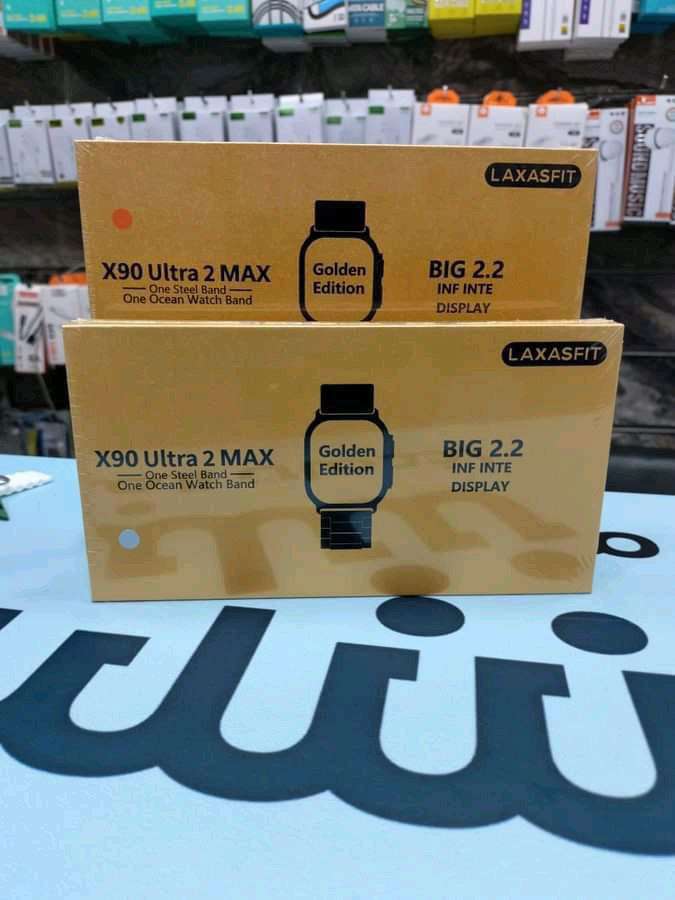 LAXASFIT
X90 Ultra 2 MAX
One Steel Band
One Ocean Watch Band
Golden
Edition
BIG 2.2
INF INTE
DISPLAY
LAXASFIT
X90 Ultra 2 MAX
One Steel Band
One Ocean Watch Band
Golden
Edition
BIG 2.2
INF INTE
DISPLAY